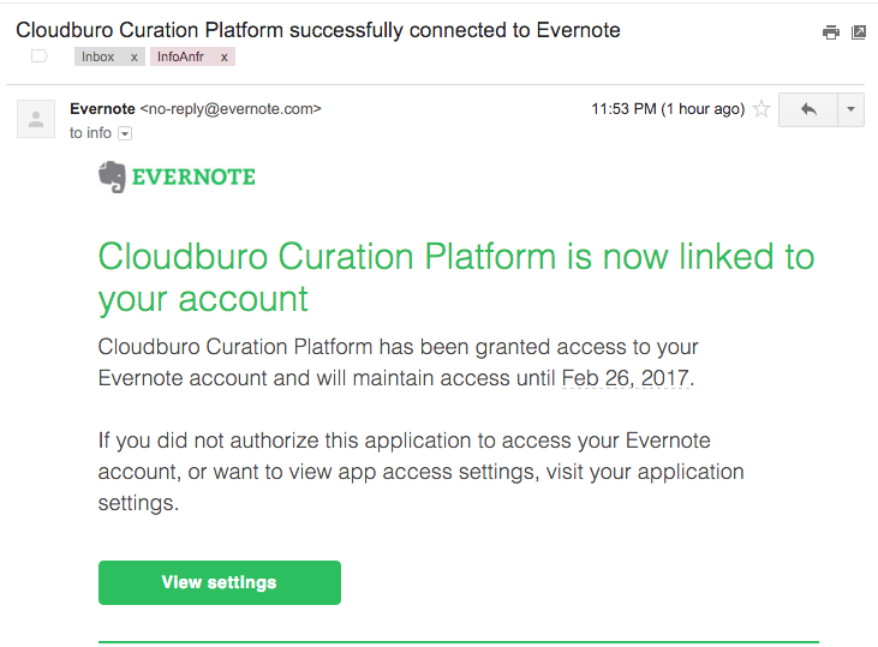 Cloudburo Curation Platform successfully connected to Evernote
Inbox x InfoAnfr x
Evernote <no-reply@evernote.com> 11:53 PM (1 hour ago)
to info
EVERNOTE
Cloudburo Curation Platform is now linked to
your account
Cloudburo Curation Platform has been granted access to your
Evernote account and will maintain access until Feb 26, 2017.
If you did not authorize this application to access your Evernote
account, or want to view app access settings, visit your application
settings.
View settings